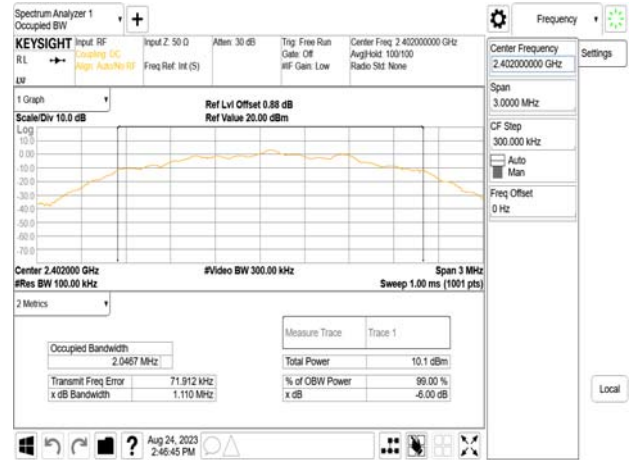 Spectrum Analyzer 1
Occupied BW
Frequency
KEYSIGHT
RL
Input: RF
Coupling: DC
Align: Auto/No RF
Input Z: 50 Ω
Freq Ref: Int (S)
Atten: 30 dB
Trig: Free Run
Gate: Off
#IF Gain: Low
Center Freq: 2.402000000 GHz
Avg|Hold: 100/100
Radio Std: None
1 Graph
Scale/Div 10.0 dB
Ref Lvl Offset 0.88 dB
Ref Value 20.00 dBm
Log
10.0
0.00
-10.0
-20.0
-30.0
-40.0
-50.0
-60.0
-70.0
Center 2.402000 GHz
#Video BW 300.00 kHz
Span 3 MHz
#Res BW 100.00 kHz
Sweep 1.00 ms (1001 pts)
2 Metrics
Measure Trace
Trace 1
Occupied Bandwidth
2.0467 MHz
Total Power
10.1 dBm
Transmit Freq Error
71.912 kHz
% of OBW Power
99.00 %
x dB Bandwidth
1.110 MHz
x dB
-6.00 dB
Aug 24, 2023
2:46:45 PM
Center Frequency
2.402000000 GHz
Settings
Span
3.0000 MHz
CF Step
300.000 kHz
Auto
Man
Freq Offset
0 Hz
Local